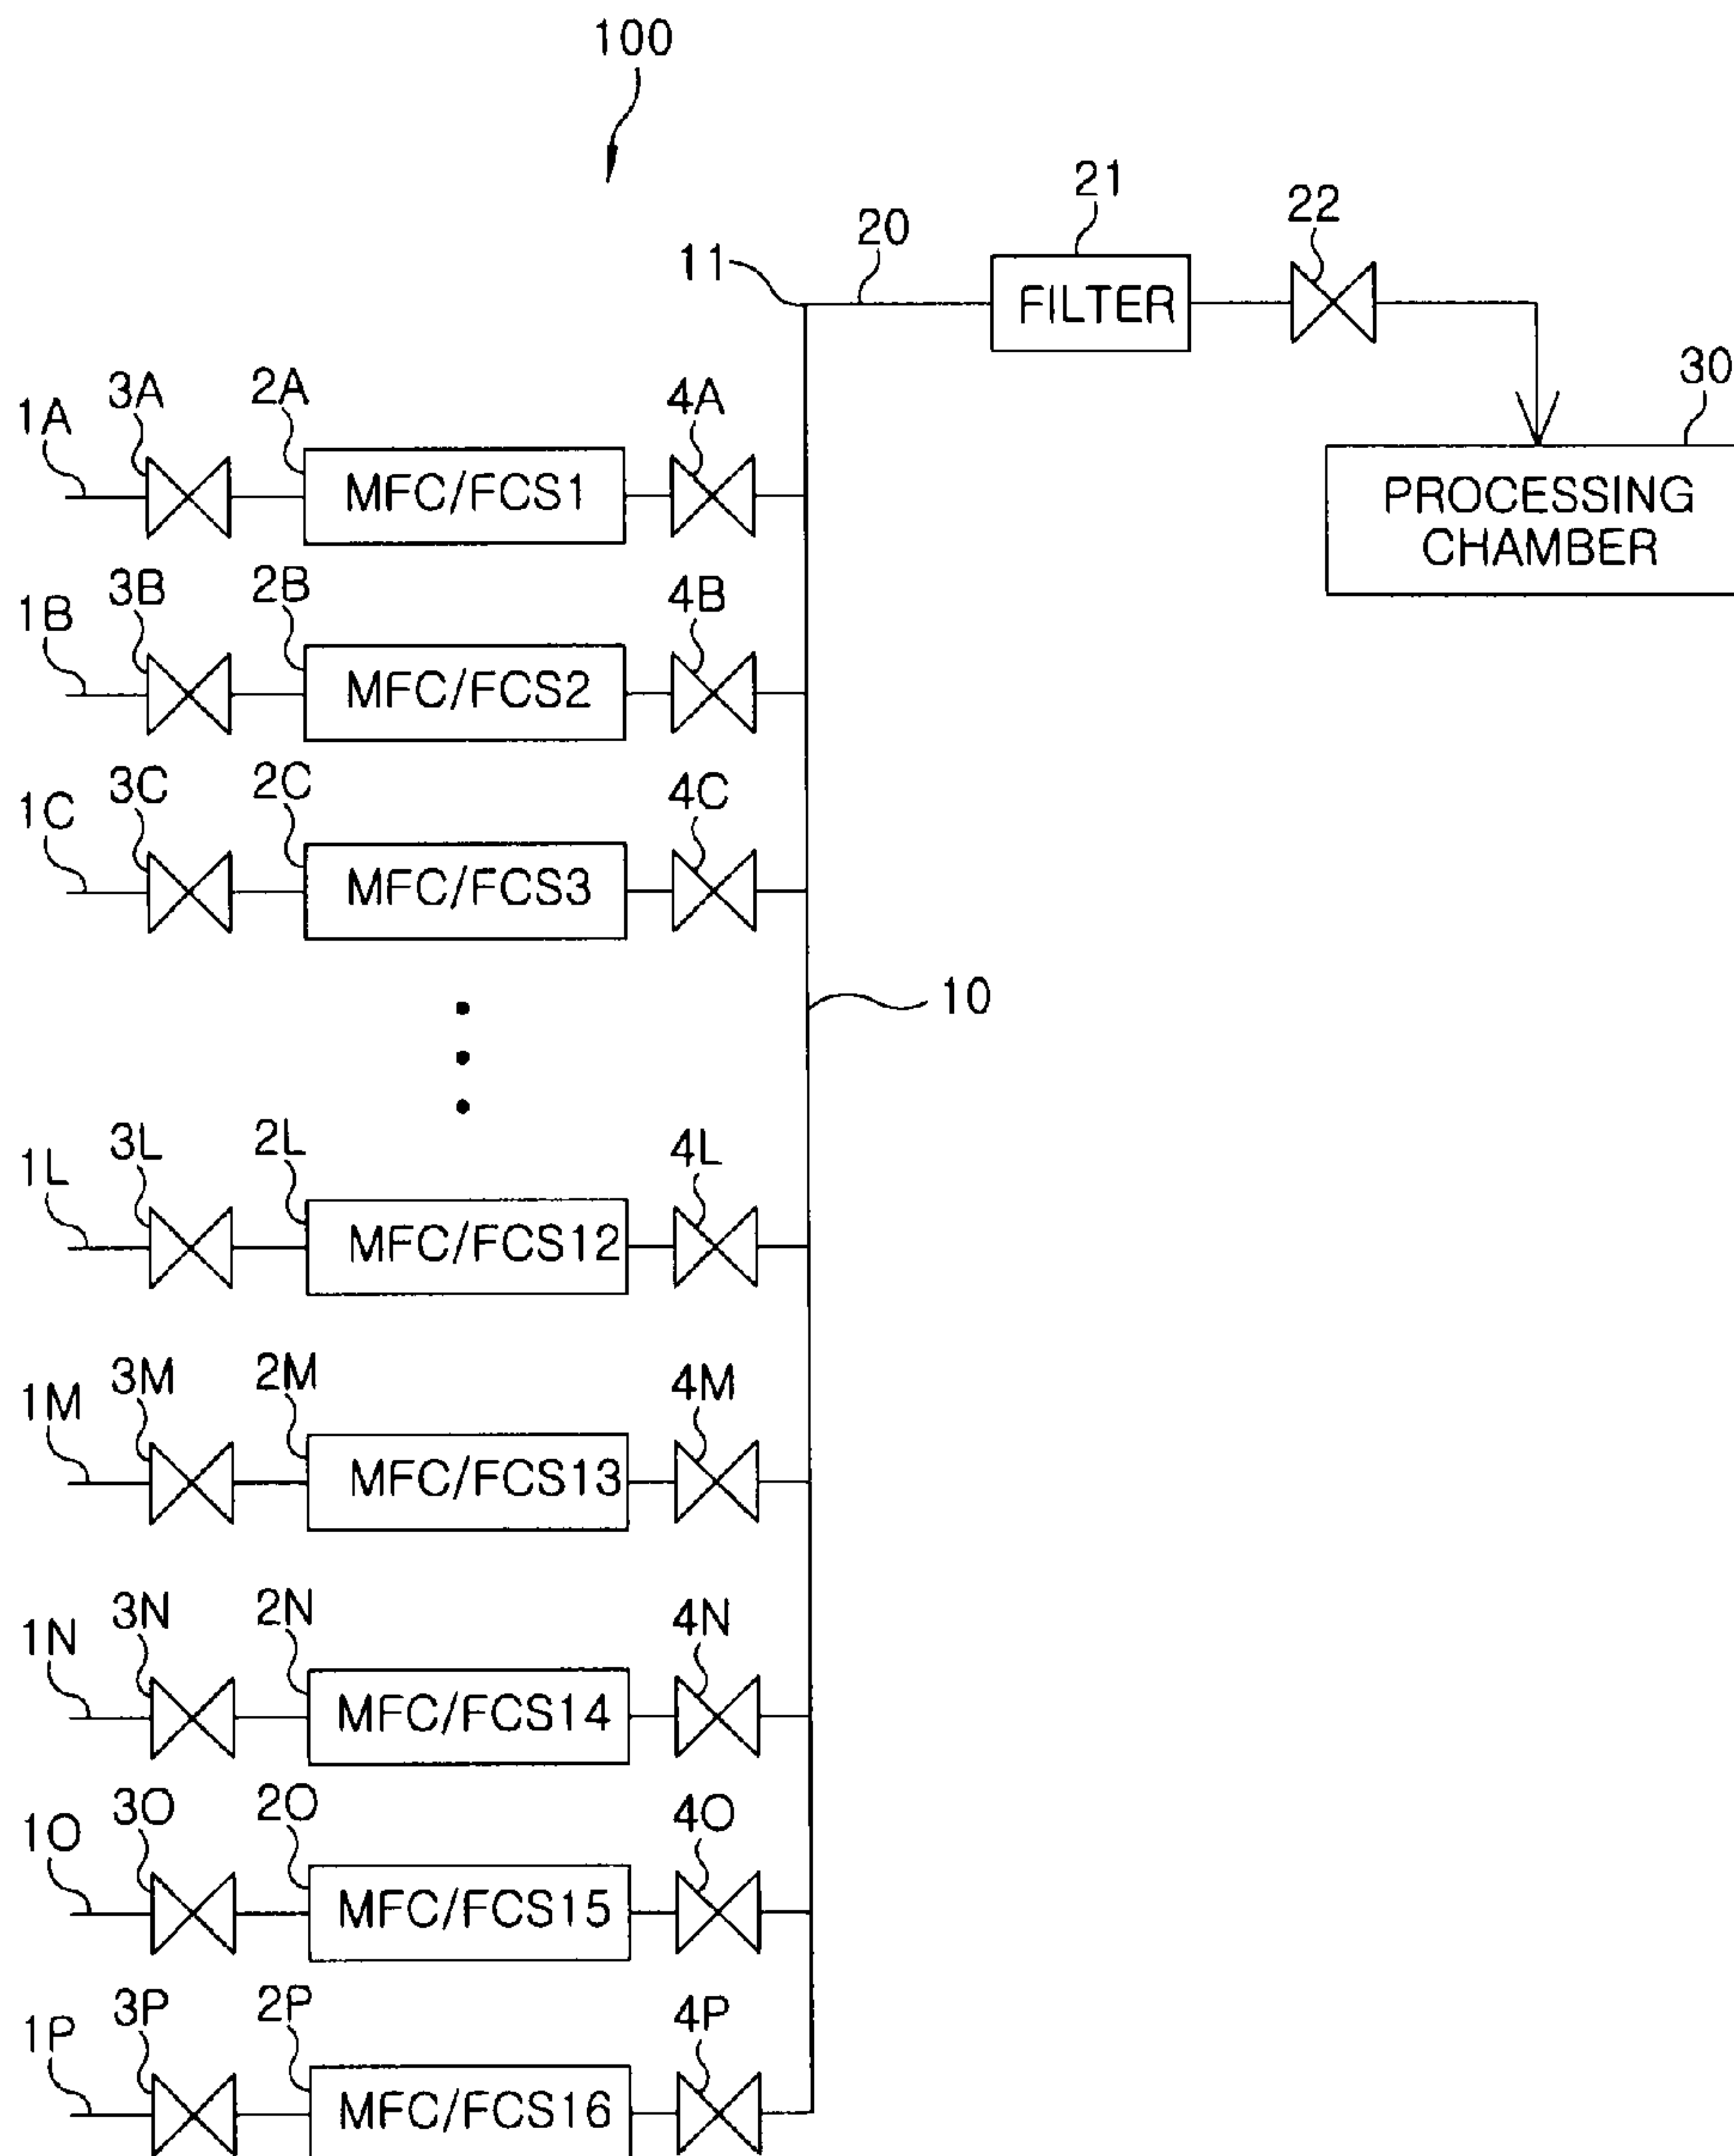 100
21
22
20
11
FILTER
30
PROCESSING
CHAMBER
1A
3A
2A
4A
MFC/FCS1
1B
3B
2B
4B
MFC/FCS2
1C
3C
2C
4C
MFC/FCS3
10
1L
3L
2L
4L
MFC/FCS12
1M
3M
2M
4M
MFC/FCS13
1N
3N
2N
4N
MFC/FCS14
1O
3O
2O
4O
MFC/FCS15
1P
3P
2P
4P
MFC/FCS16